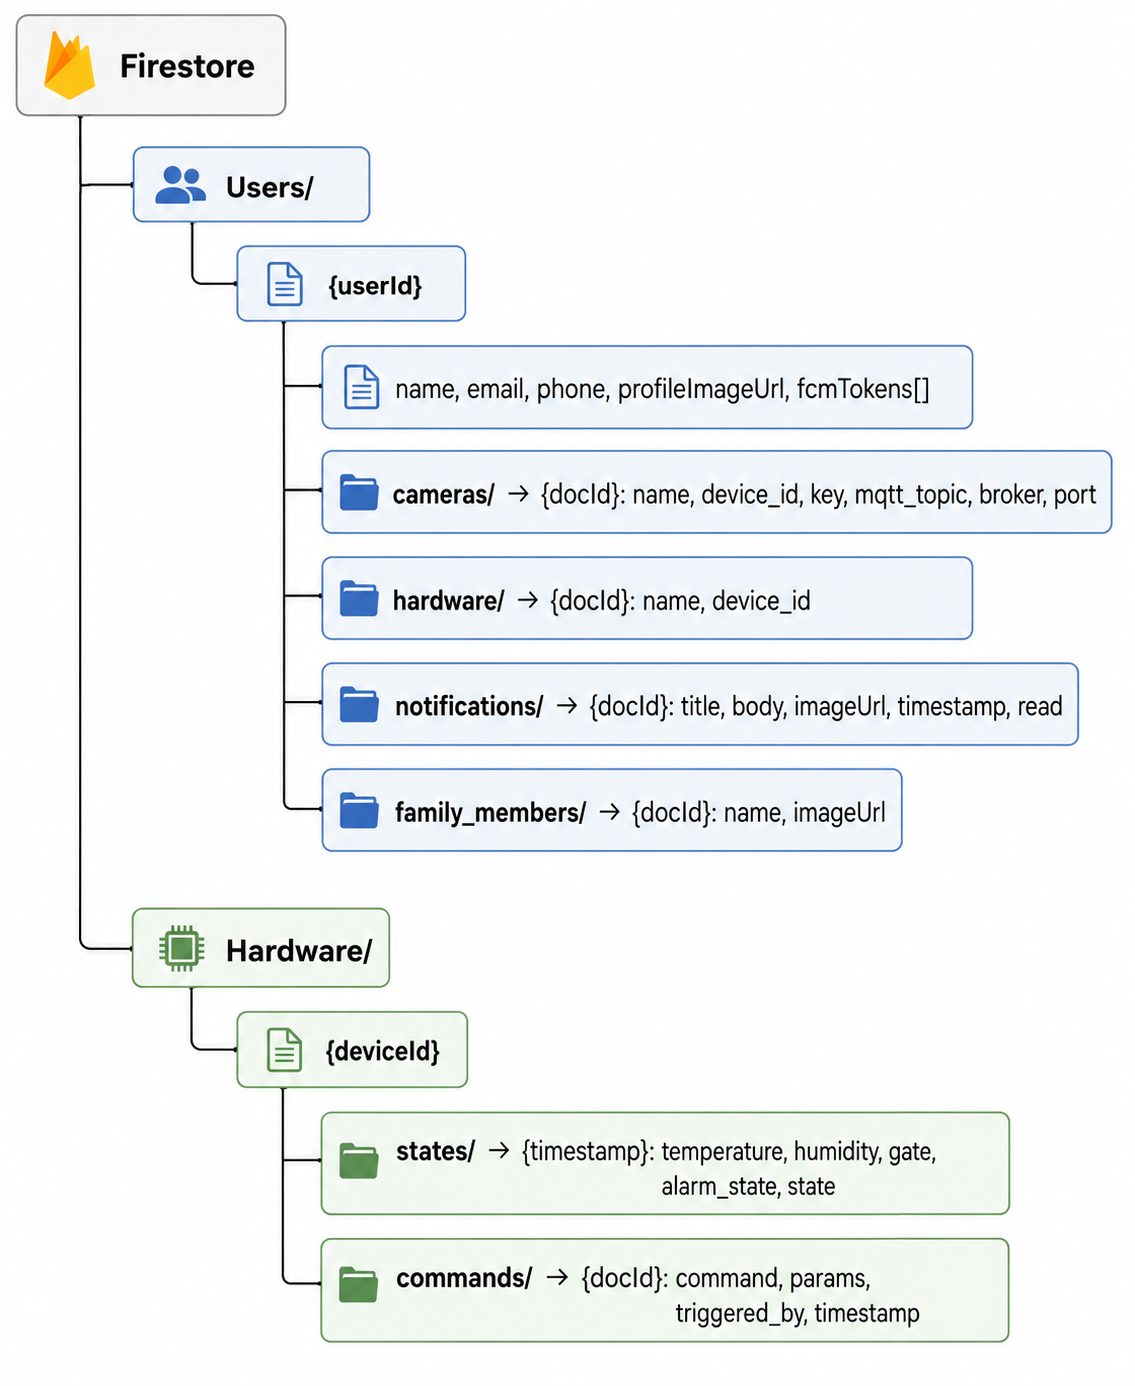 Firestore
Users/
{userId}
name, email, phone, profileImageUrl, fcmTokens[]
cameras/ → {docId}: name, device_id, key, mqtt_topic, broker, port
hardware/ → {docId}: name, device_id
notifications/ → {docId}: title, body, imageUrl, timestamp, read
family_members/ → {docId}: name, imageUrl
Hardware/
{deviceId}
states/ → {timestamp}: temperature, humidity, gate,
alarm_state, state
commands/ → {docId}: command, params,
triggered_by, timestamp